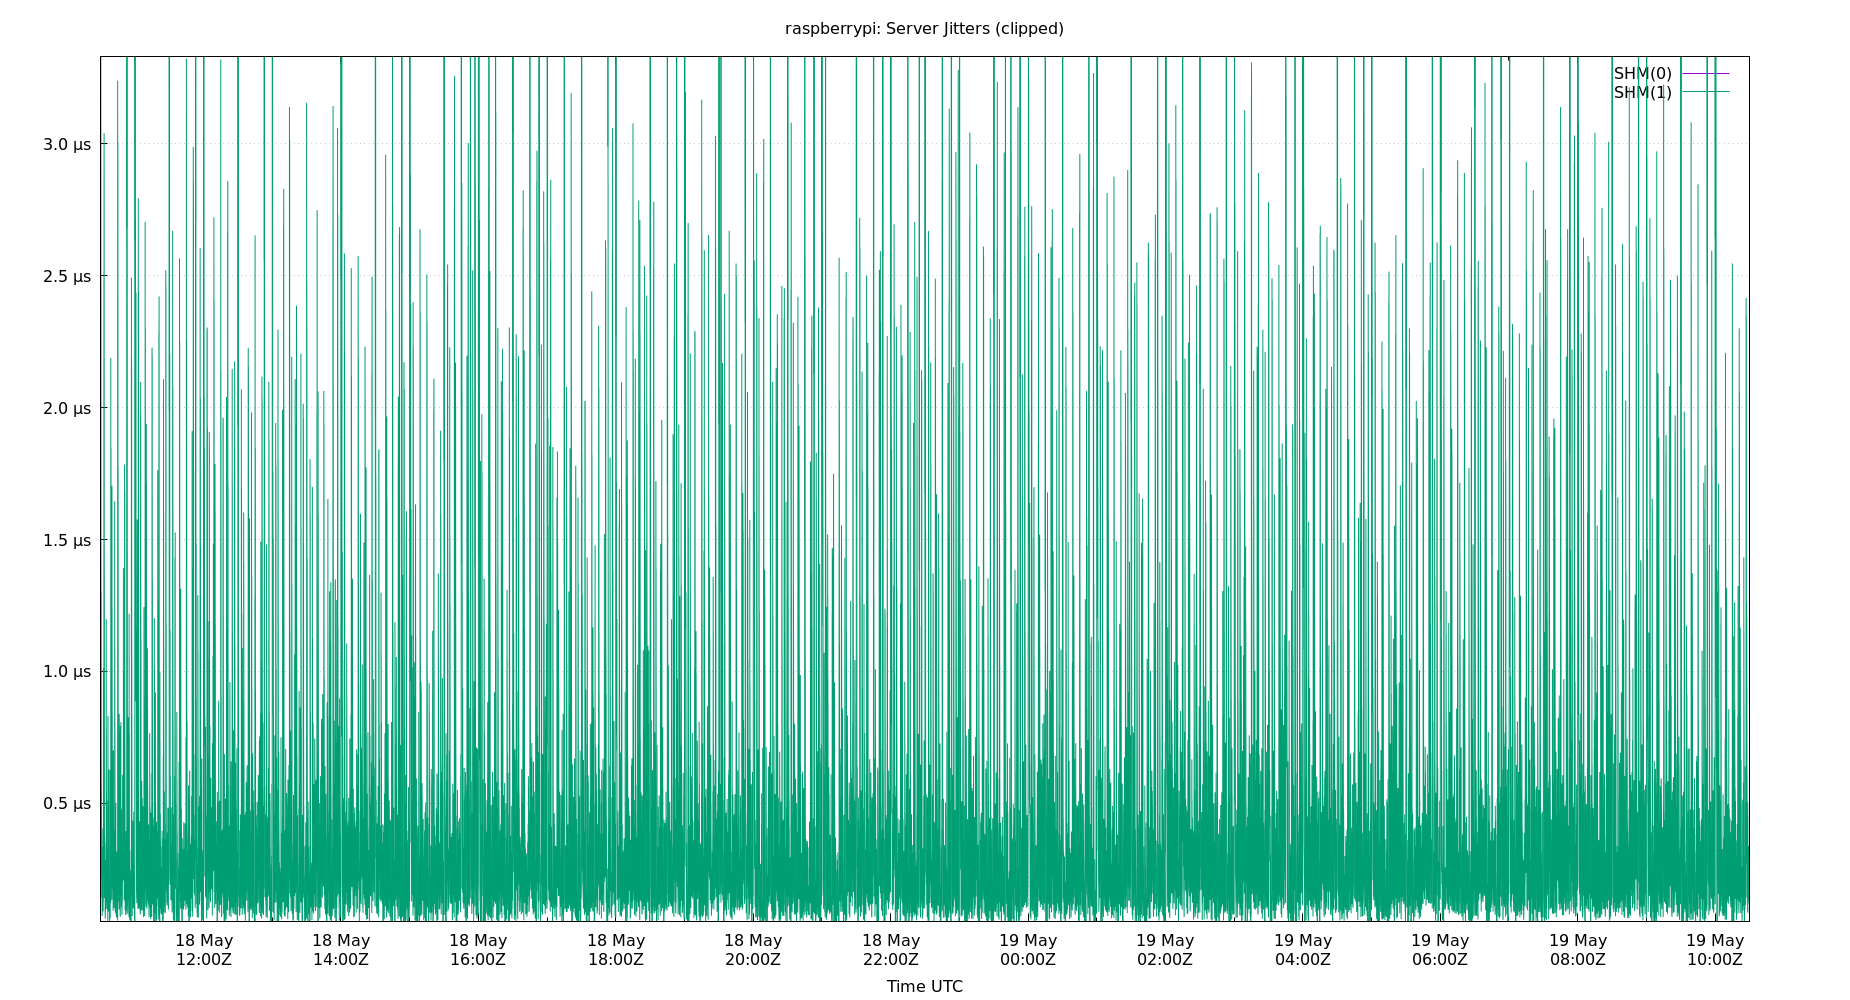 raspberrypi: Server Jitters (clipped)
SHM(0)
SHM(1)
3.0 µs
2.5 µs
2.0 µs
1.5 µs
1.0 µs
0.5 µs
18 May 18 May 18 May 18 May 18 May 18 May 19 May 19 May 19 May 19 May 19 May 19 May
12:00Z 14:00Z 16:00Z 18:00Z 20:00Z 22:00Z 00:00Z 02:00Z 04:00Z 06:00Z 08:00Z 10:00Z
Time UTC